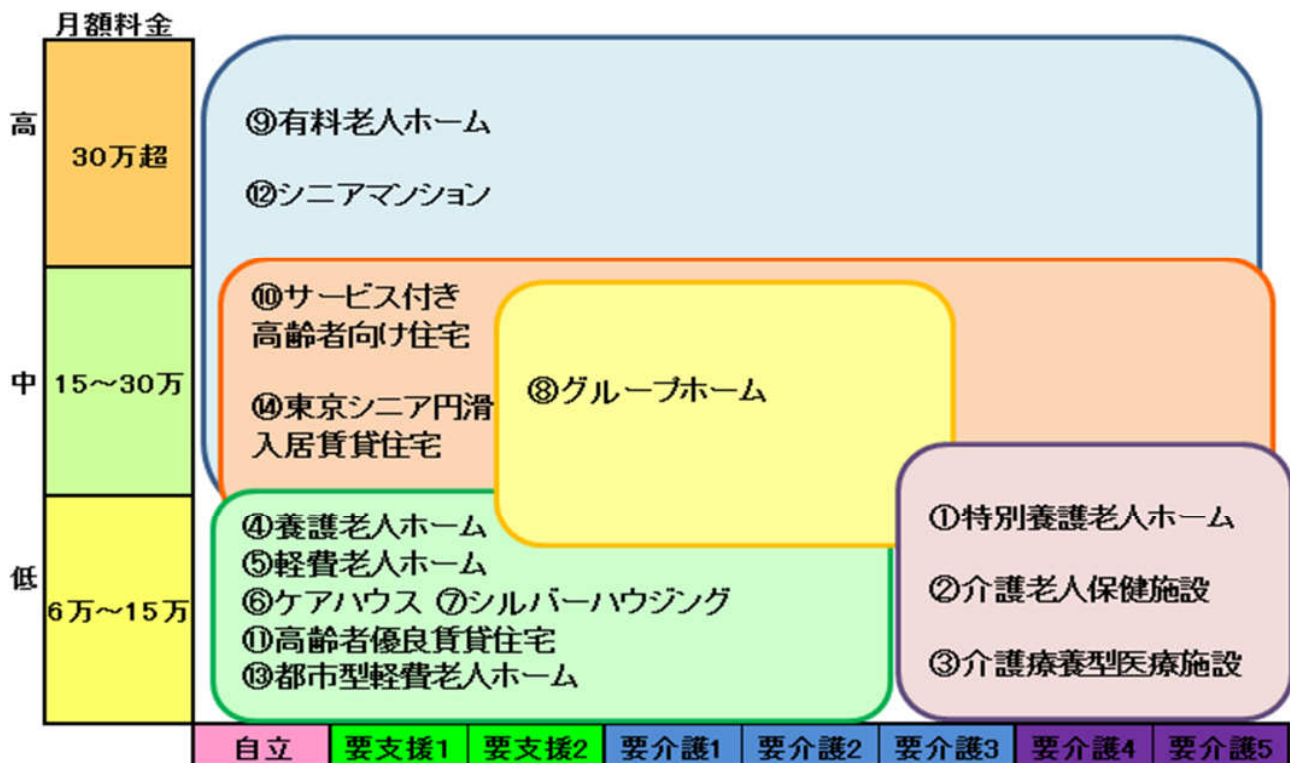 月額料金
高
30万超
⑨有料老人ホーム
⑫シニアマンション
中
15～30万
⑩サービス付き
高齢者向け住宅
⑭東京シニア円滑
入居賃貸住宅
⑧グループホーム
低
6万～15万
④養護老人ホーム
⑤軽費老人ホーム
⑥ケアハウス ⑦シルバーハウジング
⑪高齢者優良賃貸住宅
⑬都市型軽費老人ホーム
①特別養護老人ホーム
②介護老人保健施設
③介護療養型医療施設
自立 要支援1 要支援2 要介護1 要介護2 要介護3 要介護4 要介護5